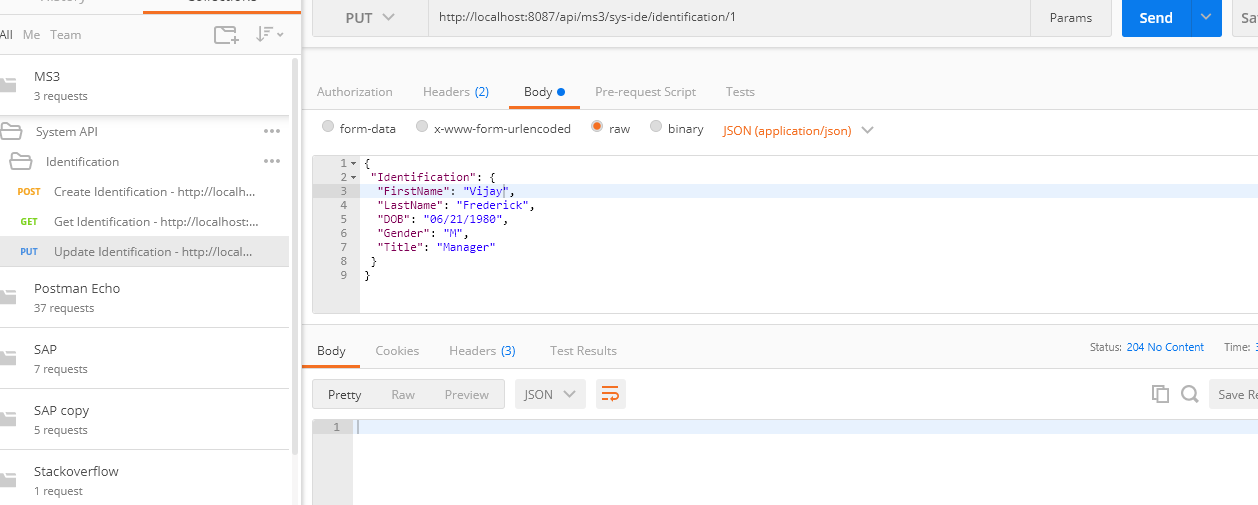 History
Collections
All Me Team
MS3
3 requests
System API
Identification
POST Create Identification - http://localh...
GET Get Identification - http://localhost:...
PUT Update Identification - http://local...
Postman Echo
37 requests
SAP
7 requests
SAP copy
5 requests
Stackoverflow
1 request
PUT http://localhost:8087/api/ms3/sys-ide/identification/1 Params Send Sa
Authorization Headers (2) Body Pre-request Script Tests
form-data x-www-form-urlencoded raw binary JSON (application/json)
1 {
2 "Identification": {
3 "FirstName": "Vijay",
4 "LastName": "Frederick",
5 "DOB": "06/21/1980",
6 "Gender": "M",
7 "Title": "Manager"
8 }
9 }
Body Cookies Headers (3) Test Results Status: 204 No Content Time: 3
Pretty Raw Preview JSON Save Re
1